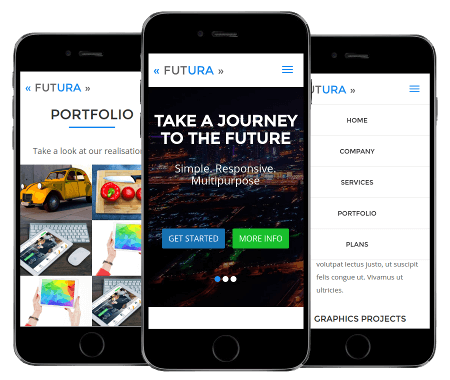 « FUTURA »
PORTFOLIO
Take a look at our realisation
« FUTURA »
TAKE A JOURNEY
TO THE FUTURE
Simple. Responsive.
Multipurpose
GET STARTED
MORE INFO
URA »
HOME
COMPANY
SERVICES
PORTFOLIO
PLANS
volutpat lectus justo, ut suscipit
felis congue ut. Vivamus ut
ultricies.
GRAPHICS PROJECTS